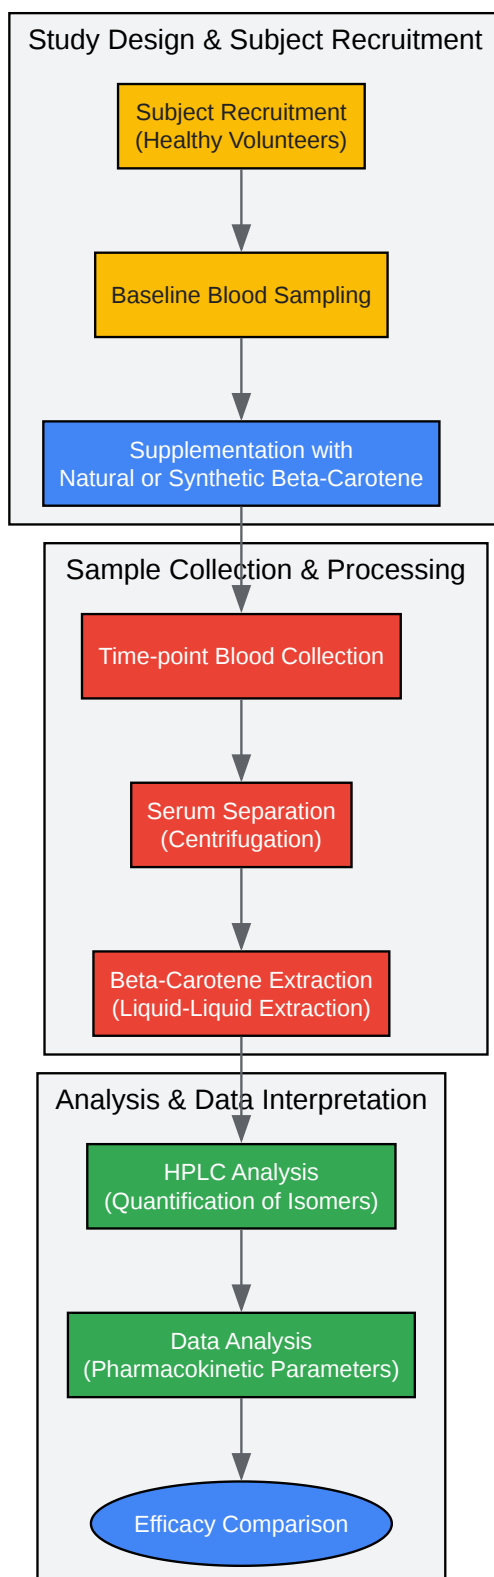 Study Design & Subject Recruitment
Subject Recruitment
(Healthy Volunteers)
Baseline Blood Sampling
Supplementation with
Natural or Synthetic Beta-Carotene
Sample Collection & Processing
Time-point Blood Collection
Serum Separation
(Centrifugation)
Beta-Carotene Extraction
(Liquid-Liquid Extraction)
Analysis & Data Interpretation
HPLC Analysis
(Quantification of Isomers)
Data Analysis
(Pharmacokinetic Parameters)
Efficacy Comparison